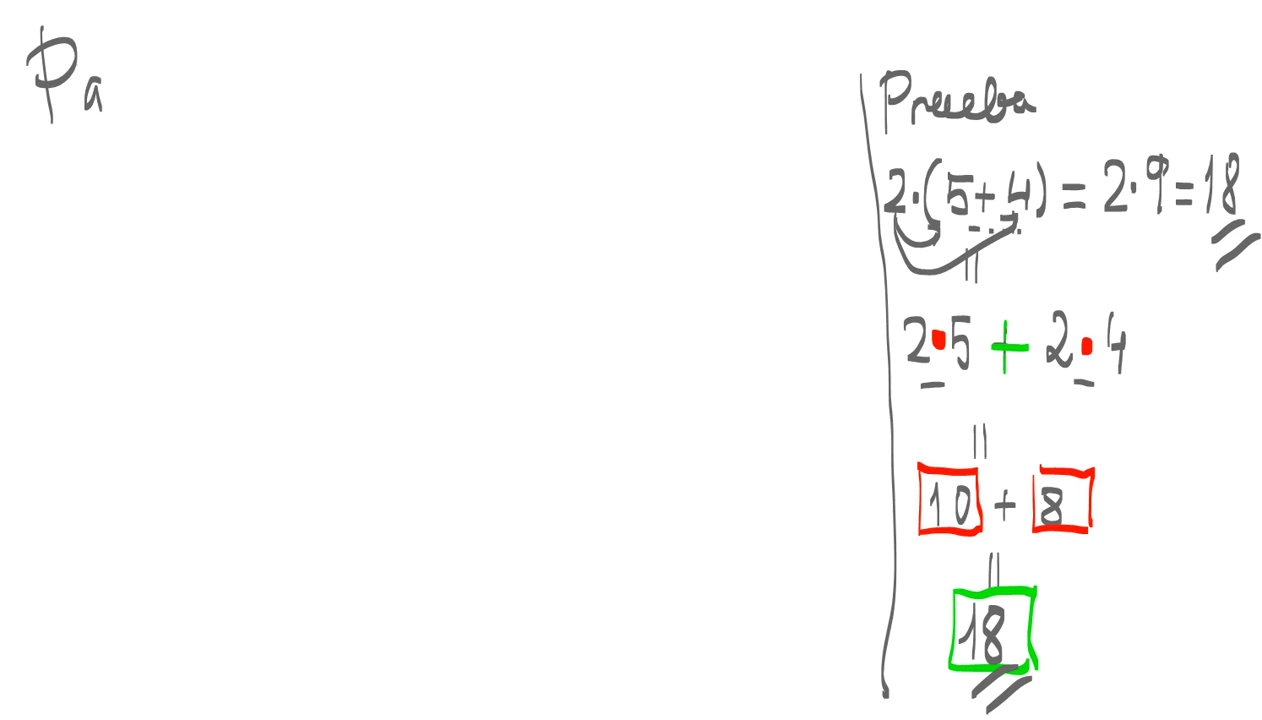 Pa
Prueba
2·(5+4) = 2·9 = 18
||
2·5 + 2·4
||
10 + 8
||
18